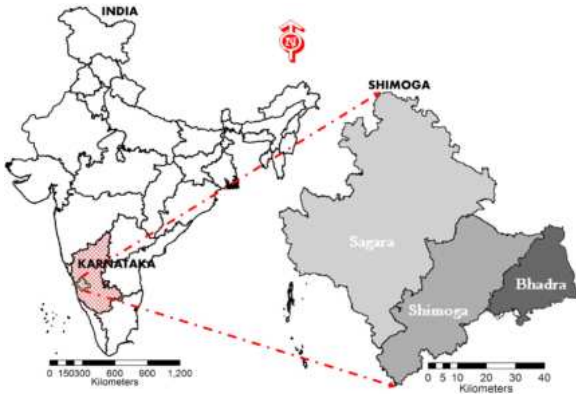 INDIA
N
SHIMOGA
KARNATAKA
Sagara
Shimoga
Bhadra
0 150300 600 900 1,200
Kilometers
0 5 10 20 30 40
Kilometers